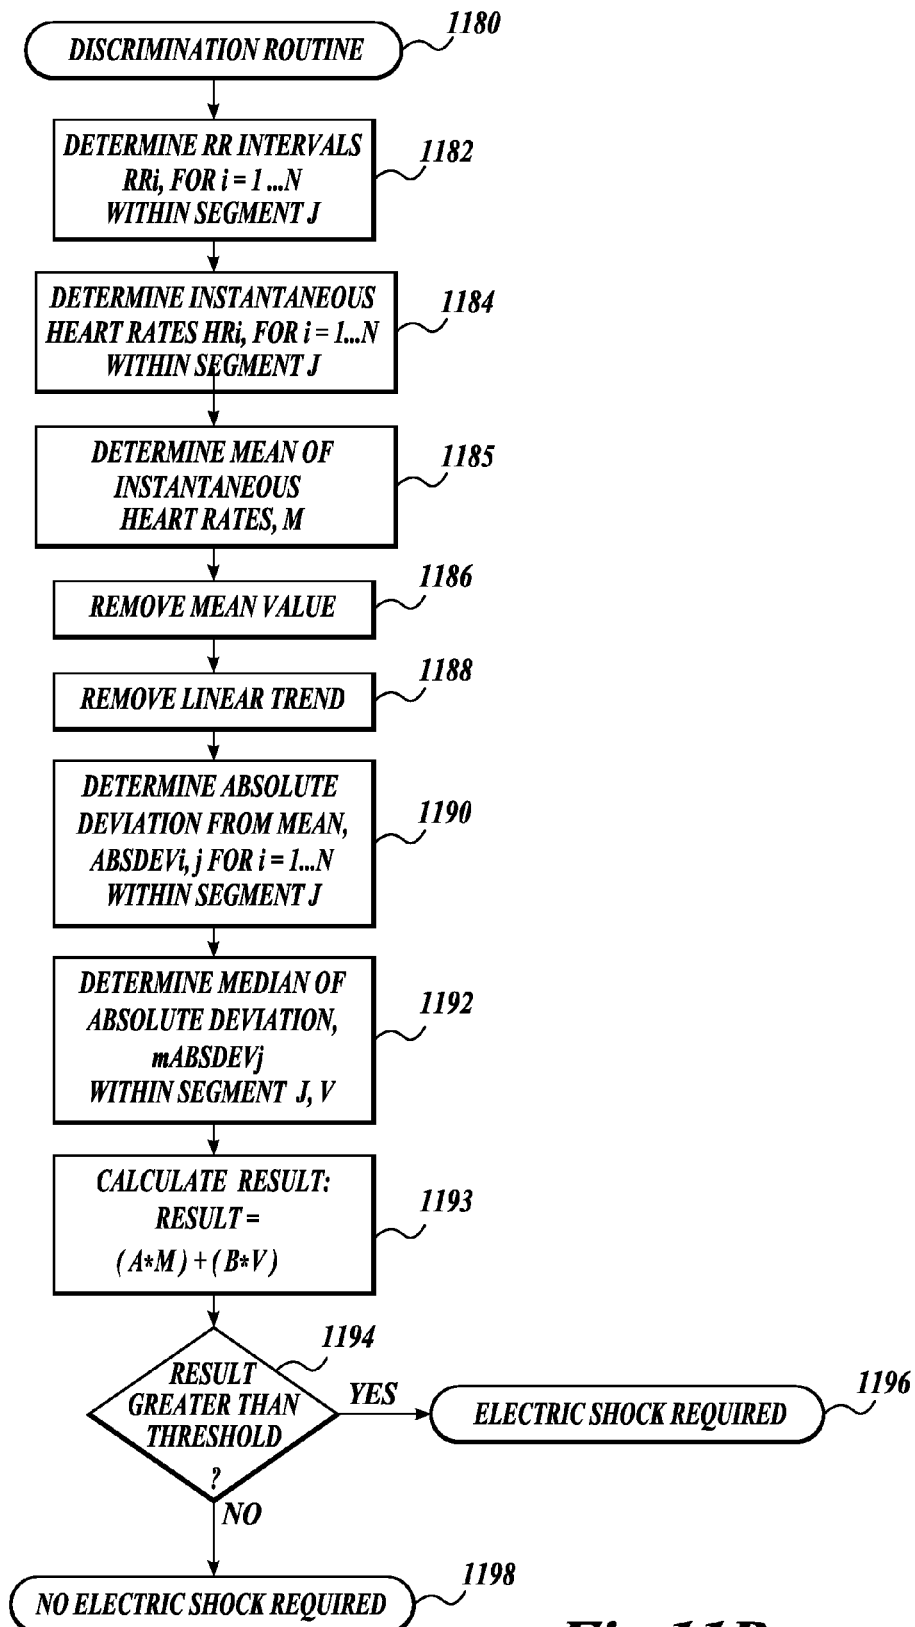 DISCRIMINATION ROUTINE
1180
DETERMINE RR INTERVALS
RRi, FOR i = 1 ...N
WITHIN SEGMENT J
1182
DETERMINE INSTANTANEOUS
HEART RATES HRi, FOR i = 1...N
WITHIN SEGMENT J
1184
DETERMINE MEAN OF
INSTANTANEOUS
HEART RATES, M
1185
REMOVE MEAN VALUE
1186
REMOVE LINEAR TREND
1188
DETERMINE ABSOLUTE
DEVIATION FROM MEAN,
ABSDEVi, j FOR i = 1...N
WITHIN SEGMENT J
1190
DETERMINE MEDIAN OF
ABSOLUTE DEVIATION,
mABSDEVj
WITHIN SEGMENT J, V
1192
CALCULATE RESULT:
RESULT =
( A*M ) + ( B*V )
1193
RESULT
GREATER THAN
THRESHOLD
?
1194
YES
ELECTRIC SHOCK REQUIRED
1196
NO
NO ELECTRIC SHOCK REQUIRED
1198
Fig. 11B.